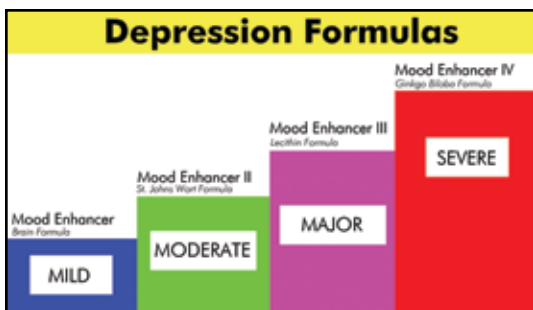 Depression Formulas
Mood Enhancer IV
Ginkgo Biloba Formula
SEVERE
Mood Enhancer III
Lecithin Formula
MAJOR
Mood Enhancer II
St. Johns Wort Formula
MODERATE
Mood Enhancer
Brain Formula
MILD